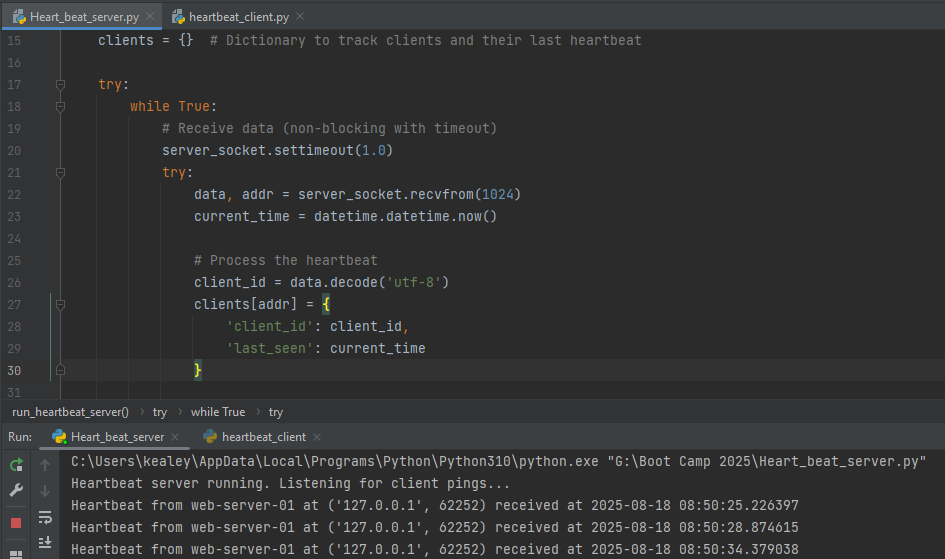 Heart_beat_server.py heartbeat_client.py
15 clients = {} # Dictionary to track clients and their last heartbeat
16
17 try:
18 while True:
19 # Receive data (non-blocking with timeout)
20 server_socket.settimeout(1.0)
21 try:
22 data, addr = server_socket.recvfrom(1024)
23 current_time = datetime.datetime.now()
24
25 # Process the heartbeat
26 client_id = data.decode('utf-8')
27 clients[addr] = {
28 'client_id': client_id,
29 'last_seen': current_time
30 }
31
run_heartbeat_server() › try › while True › try
Run: Heart_beat_server heartbeat_client
C:\Users\kealey\AppData\Local\Programs\Python\Python310\python.exe "G:\Boot Camp 2025\Heart_beat_server.py"
Heartbeat server running. Listening for client pings...
Heartbeat from web-server-01 at ('127.0.0.1', 62252) received at 2025-08-18 08:50:25.226397
Heartbeat from web-server-01 at ('127.0.0.1', 62252) received at 2025-08-18 08:50:28.874615
Heartbeat from web-server-01 at ('127.0.0.1', 62252) received at 2025-08-18 08:50:34.379038